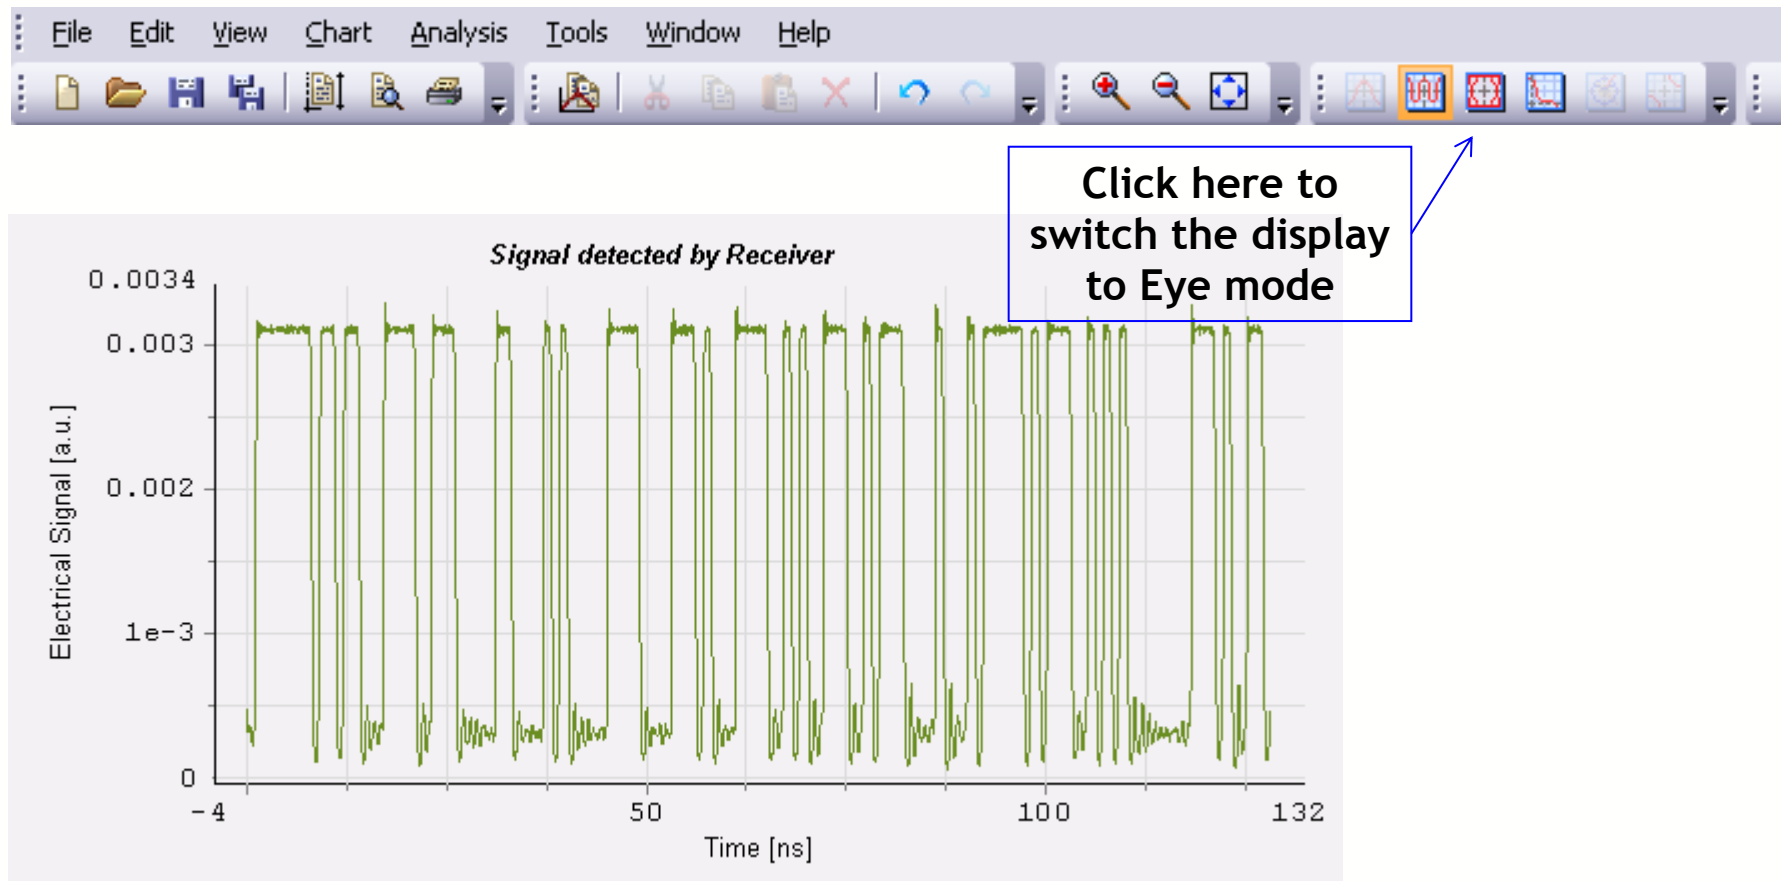 File Edit View Chart Analysis Tools Window Help
Click here to
switch the display
to Eye mode
Signal detected by Receiver
0.0034
0.003
0.002
1e-3
0
Electrical Signal [a.u.]
-4 50 100 132
Time [ns]